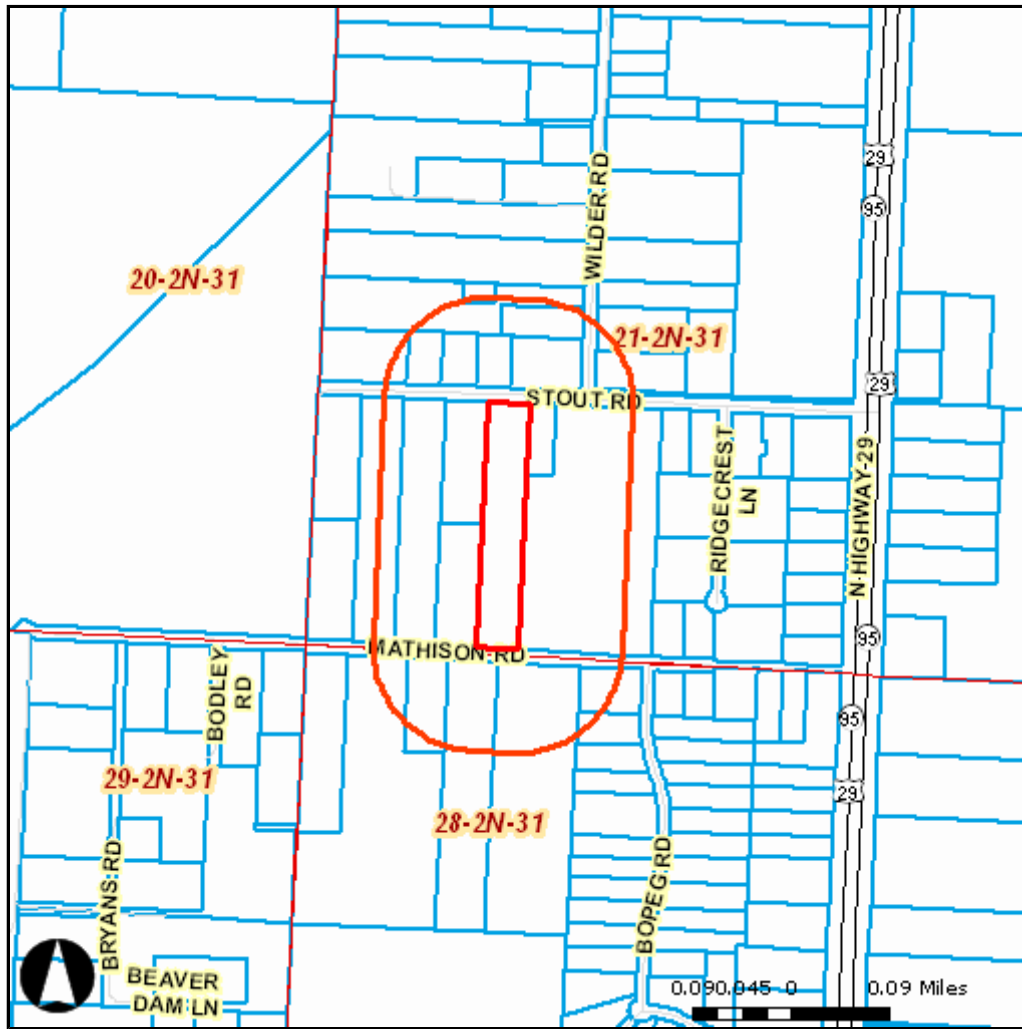 29
WILDER RD
95
20-2N-31
21-2N-31
29
STOUT RD
RIDGECREST
LN
N HIGHWAY 29
95
MATHISON RD
BODLEY
RD
95
29-2N-31
29
28-2N-31
BRYANS RD
BOPEG RD
BEAVER
DAM LN
0.090.045 0 0.09 Miles